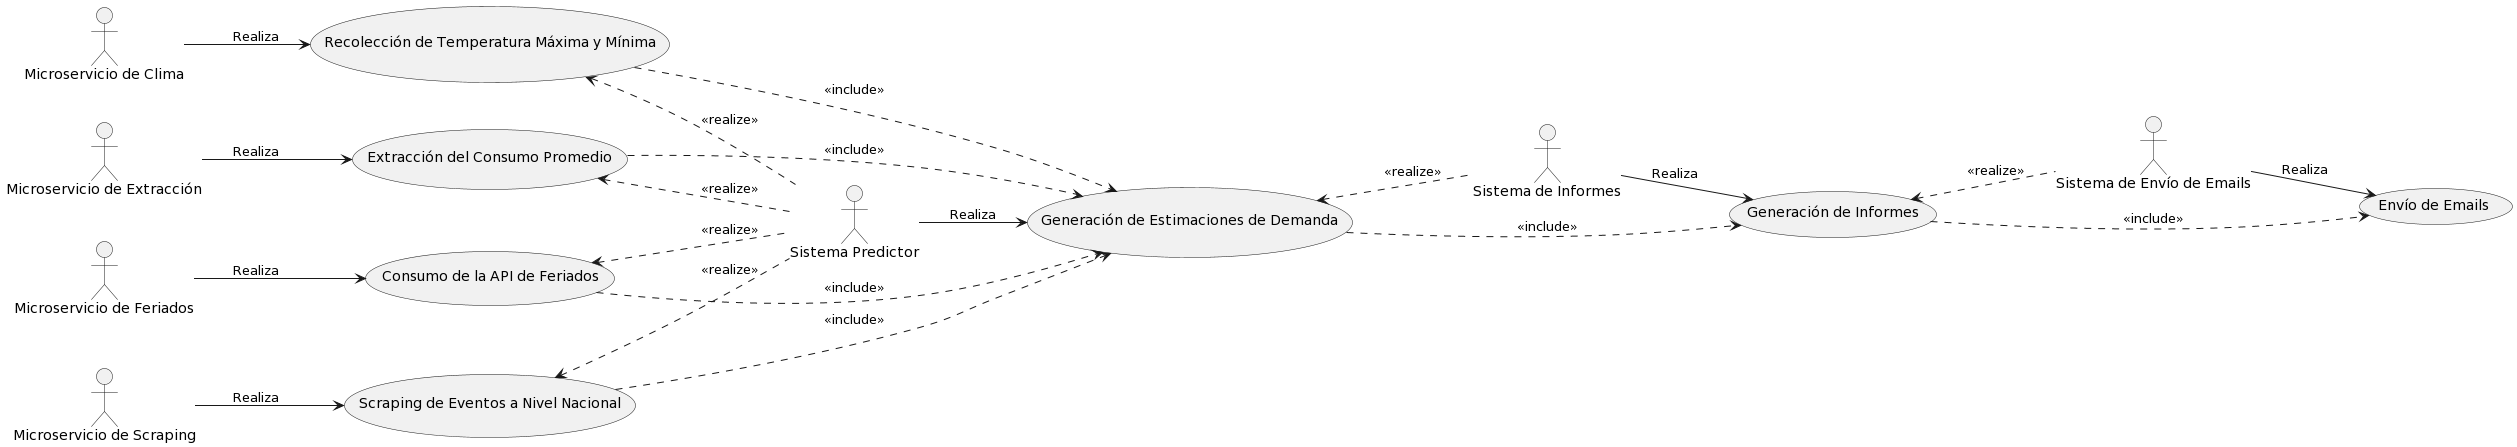 Microservicio de Clima
Realiza
Recolección de Temperatura Máxima y Mínima
«include»
«realize»
Microservicio de Extracción
Realiza
Extracción del Consumo Promedio
«include»
«realize»
Microservicio de Feriados
Realiza
Consumo de la API de Feriados
«realize»
«include»
Microservicio de Scraping
Realiza
Scraping de Eventos a Nivel Nacional
«realize»
«include»
Sistema Predictor
Realiza
Generación de Estimaciones de Demanda
«realize»
«include»
Sistema de Informes
Realiza
Generación de Informes
«realize»
«include»
Sistema de Envío de Emails
Realiza
Envío de Emails